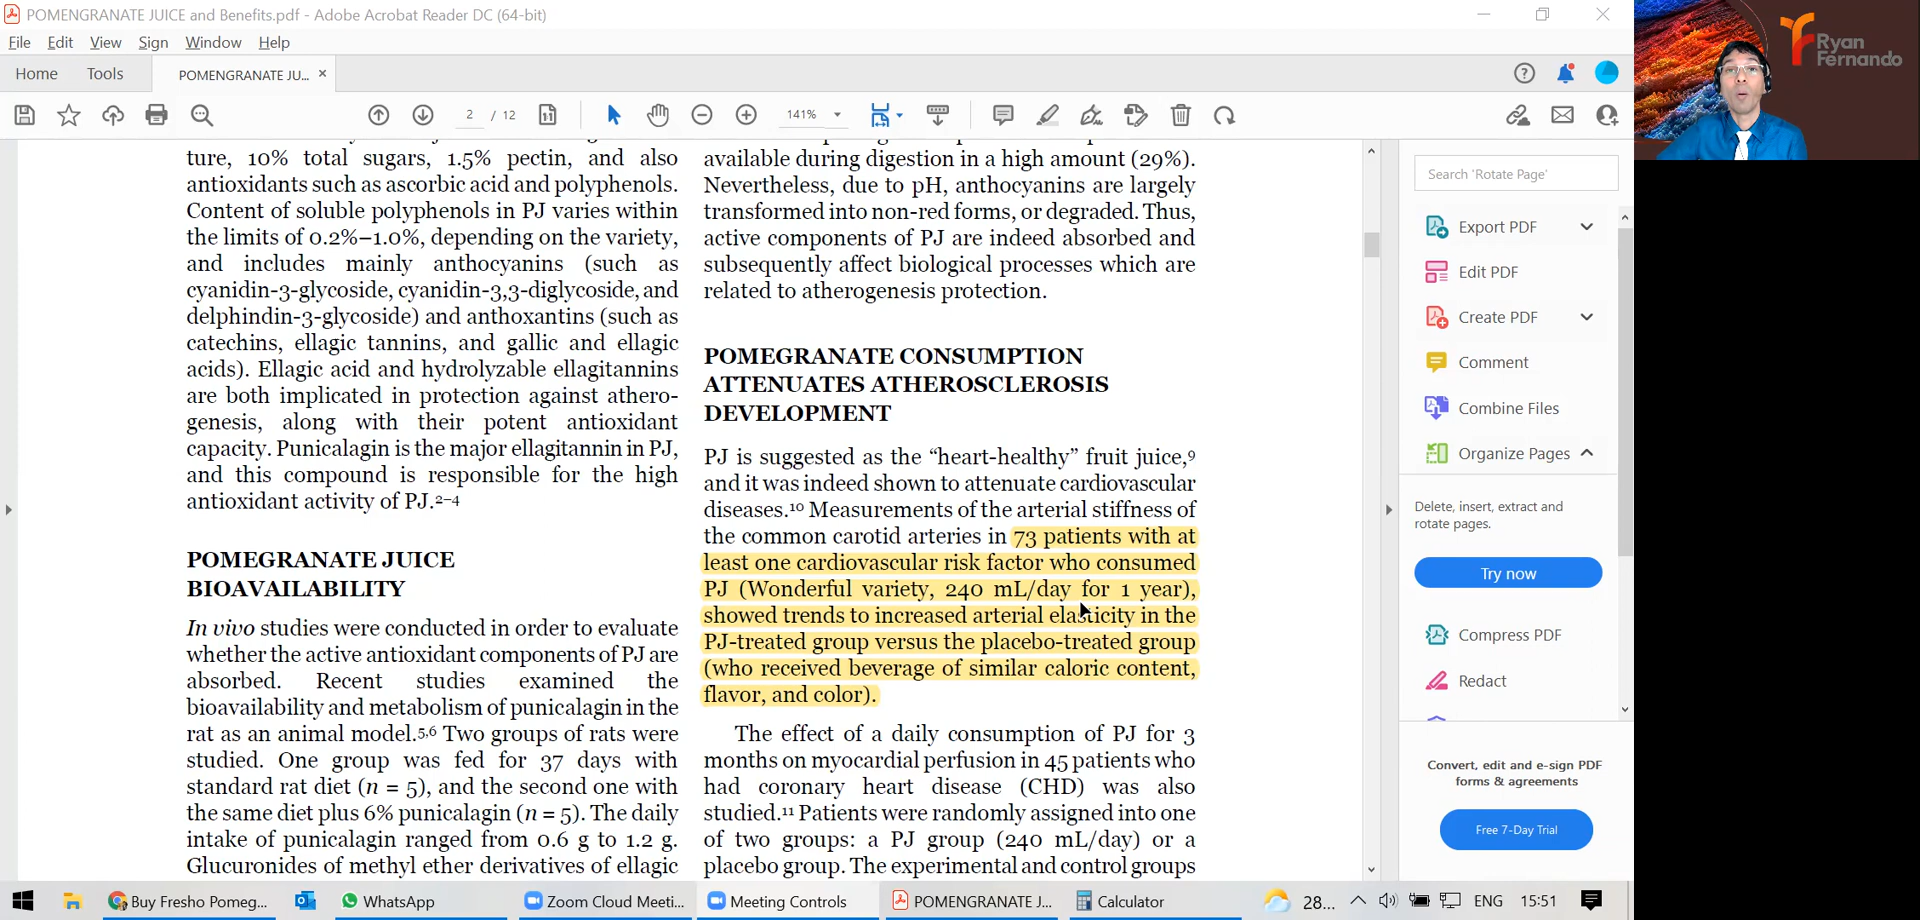 POMENGRANATE JUICE and Benefits.pdf - Adobe Acrobat Reader DC (64-bit)
File Edit View Sign Window Help
Home Tools POMENGRANATE JU... ×
2 / 12 141%
ture, 10% total sugars, 1.5% pectin, and also
antioxidants such as ascorbic acid and polyphenols.
Content of soluble polyphenols in PJ varies within
the limits of 0.2%–1.0%, depending on the variety,
and includes mainly anthocyanins (such as
cyanidin-3-glycoside, cyanidin-3,3-diglycoside, and
delphindin-3-glycoside) and anthoxantins (such as
catechins, ellagic tannins, and gallic and ellagic
acids). Ellagic acid and hydrolyzable ellagitannins
are both implicated in protection against athero-
genesis, along with their potent antioxidant
capacity. Punicalagin is the major ellagitannin in PJ,
and this compound is responsible for the high
antioxidant activity of PJ.2–4
POMEGRANATE JUICE
BIOAVAILABILITY
In vivo studies were conducted in order to evaluate
whether the active antioxidant components of PJ are
absorbed. Recent studies examined the
bioavailability and metabolism of punicalagin in the
rat as an animal model.5,6 Two groups of rats were
studied. One group was fed for 37 days with
standard rat diet (n = 5), and the second one with
the same diet plus 6% punicalagin (n = 5). The daily
intake of punicalagin ranged from 0.6 g to 1.2 g.
Glucuronides of methyl ether derivatives of ellagic
available during digestion in a high amount (29%).
Nevertheless, due to pH, anthocyanins are largely
transformed into non-red forms, or degraded. Thus,
active components of PJ are indeed absorbed and
subsequently affect biological processes which are
related to atherogenesis protection.
POMEGRANATE CONSUMPTION
ATTENUATES ATHEROSCLEROSIS
DEVELOPMENT
PJ is suggested as the “heart-healthy” fruit juice,9
and it was indeed shown to attenuate cardiovascular
diseases.10 Measurements of the arterial stiffness of
the common carotid arteries in 73 patients with at
least one cardiovascular risk factor who consumed
PJ (Wonderful variety, 240 mL/day for 1 year),
showed trends to increased arterial elasticity in the
PJ-treated group versus the placebo-treated group
(who received beverage of similar caloric content,
flavor, and color).
The effect of a daily consumption of PJ for 3
months on myocardial perfusion in 45 patients who
had coronary heart disease (CHD) was also
studied.11 Patients were randomly assigned into one
of two groups: a PJ group (240 mL/day) or a
placebo group. The experimental and control groups
Search 'Rotate Page'
Export PDF
Edit PDF
Create PDF
Comment
Combine Files
Organize Pages
Delete, insert, extract and
rotate pages.
Try now
Compress PDF
Redact
Convert, edit and e-sign PDF
forms & agreements
Free 7-Day Trial
Ryan
Fernando
Buy Fresho Pomeg... WhatsApp Zoom Cloud Meeti... Meeting Controls POMENGRANATE J... Calculator 28... ENG 15:51